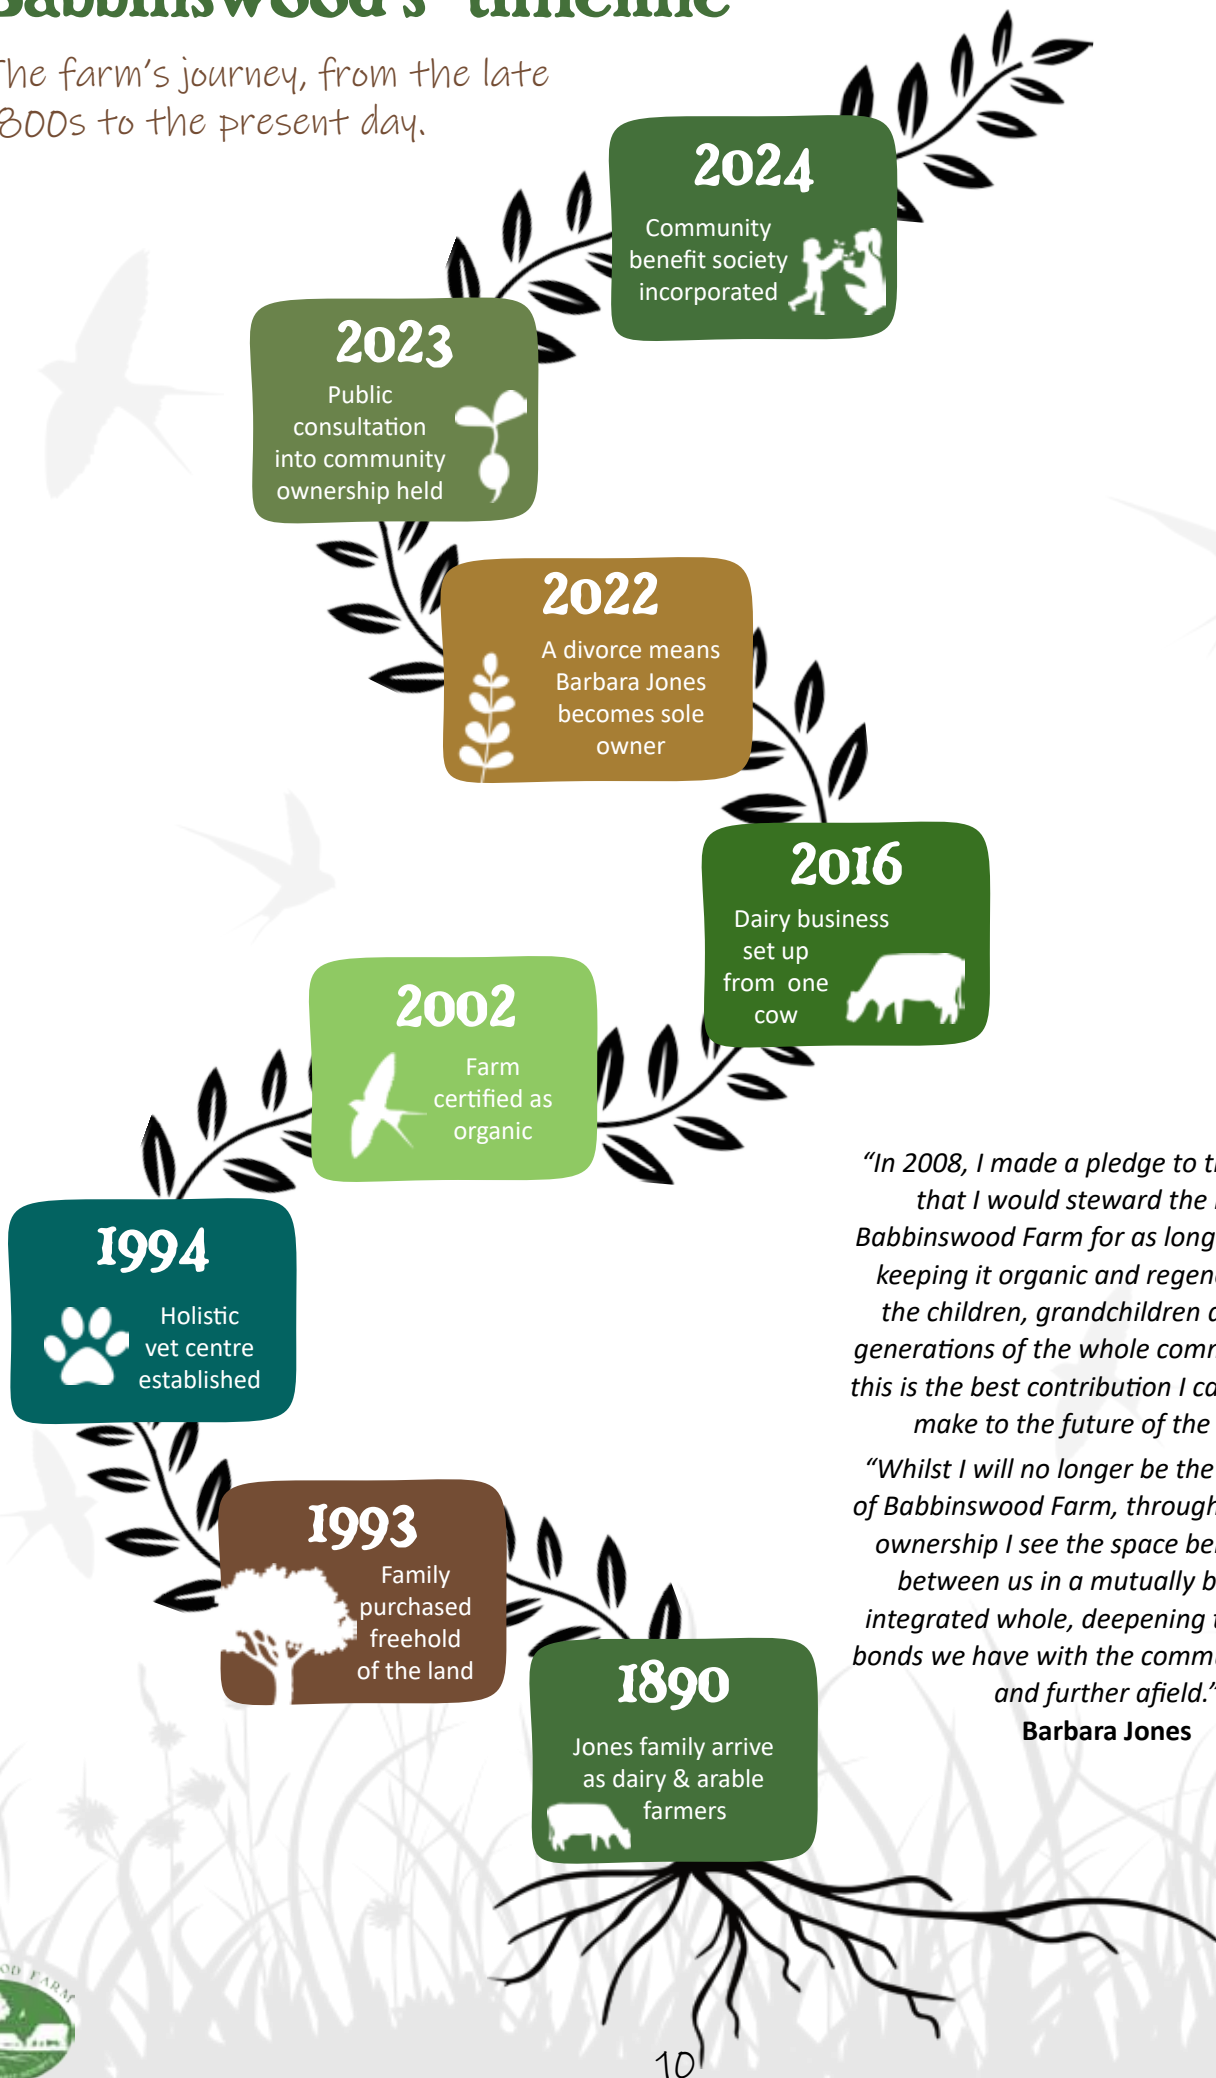 Babbinswood's timeline
The farm's journey, from the late
800s to the present day.
2024
Community
benefit society
incorporated
2023
Public
consultation
into community
ownership held
2022
A divorce means
Barbara Jones
becomes sole
owner
2016
Dairy business
set up
from one
cow
2002
Farm
certified as
organic
1994
Holistic
vet centre
established
1993
Family
purchased
freehold
of the land
1890
Jones family arrive
as dairy & arable
farmers
“In 2008, I made a pledge to
that I would steward the
Babbinswood Farm for as long
keeping it organic and
the children, grandchildren
generations of the whole
this is the best contribution I
make to the future of the
“Whilst I will no longer be the
of Babbinswood Farm, through
ownership I see the space
between us in a mutually
integrated whole, deepening
bonds we have with the
and further afield.”
Barbara Jones
FARM
10